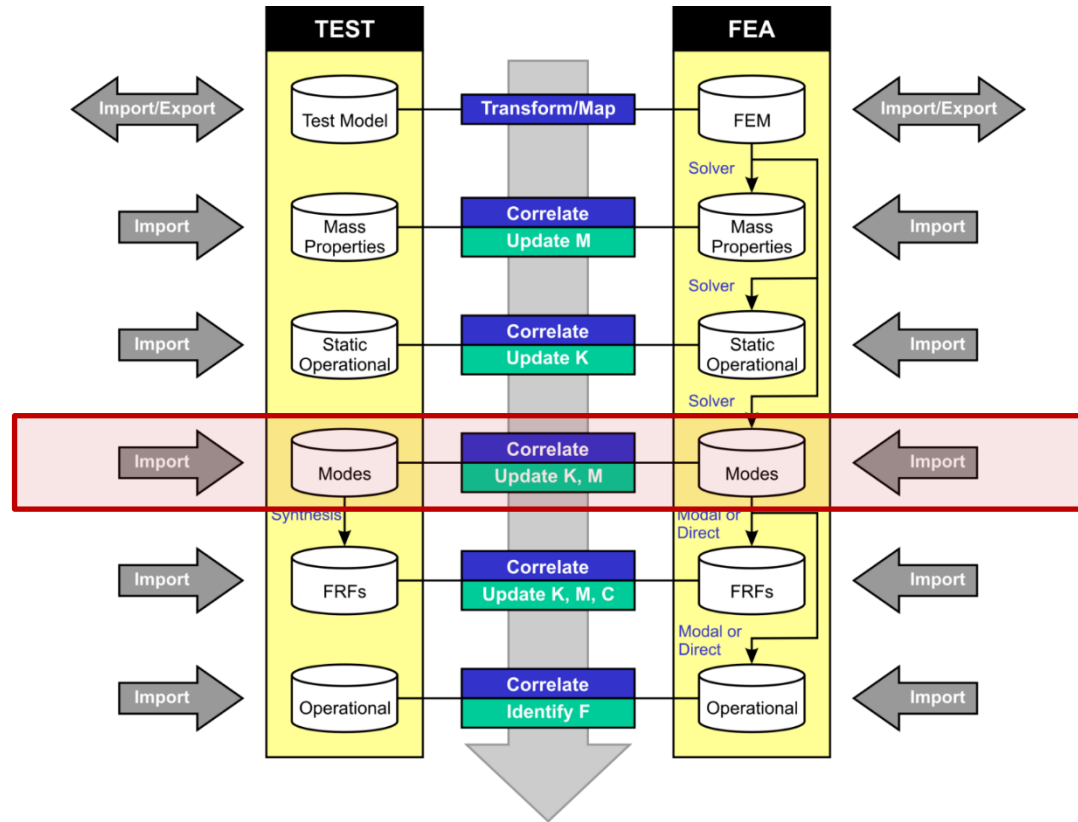 TEST
FEA
Import/Export
Test Model
Transform/Map
FEM
Import/Export
Solver
Import
Mass
Properties
Correlate
Update M
Mass
Properties
Import
Solver
Import
Static
Operational
Correlate
Update K
Static
Operational
Import
Solver
Import
Modes
Correlate
Update K, M
Modes
Import
Synthesis
Modal or
Direct
Import
FRFs
Correlate
Update K, M, C
FRFs
Import
Modal or
Direct
Import
Operational
Correlate
Identify F
Operational
Import